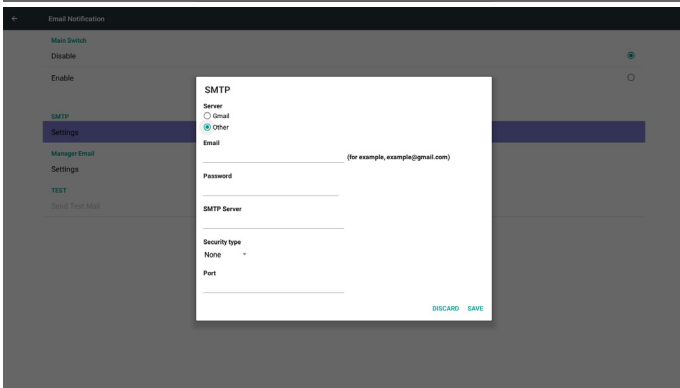 Email Notification
Main Switch
Disable
Enable
SMTP
Settings
Manager Email
Settings
TEST
Send Test Mail
SMTP
Server
Gmail
Other
Email
(for example, example@gmail.com)
Password
SMTP Server
Security type
None
Port
DISCARD SAVE